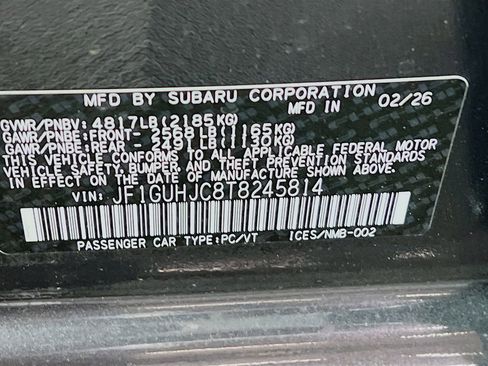 MFD BY SUBARU CORPORATION
MFD IN 02/26
GVWR/PNBV: 4817LB(2185KG)
GAWR/PNBE:FRONT- 2568LB(1165KG)
GAWR/PNBE:REAR - 2491LB(1130KG)
THIS VEHICLE CONFORMS TO ALL APPLICABLE FEDERAL MOTOR
VEHICLE SAFETY, BUMPER, AND THEFT PREVENTION STANDARDS
IN EFFECT ON THE DATE OF MANUFACTURE SHOWN ABOVE.
VIN: JF1GUHJC8T8245814
PASSENGER CAR TYPE:PC/VT ICES/NMB-002